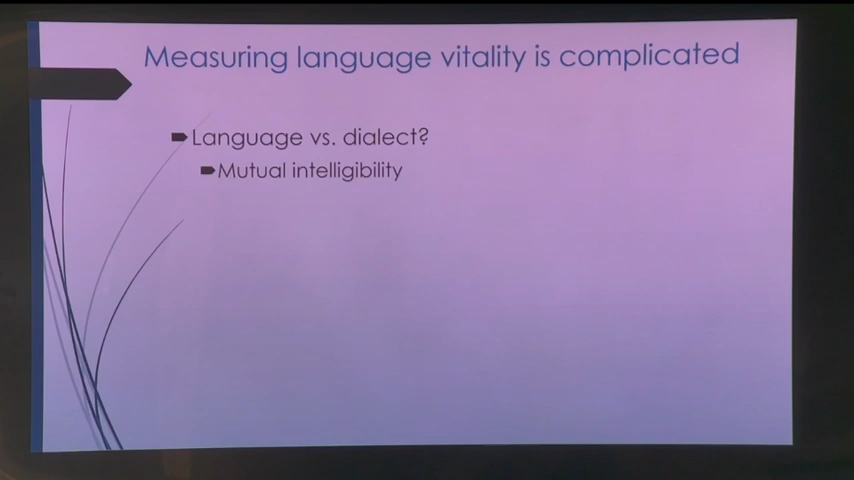 Measuring language vitality is complicated
Language vs. dialect?
Mutual intelligibility